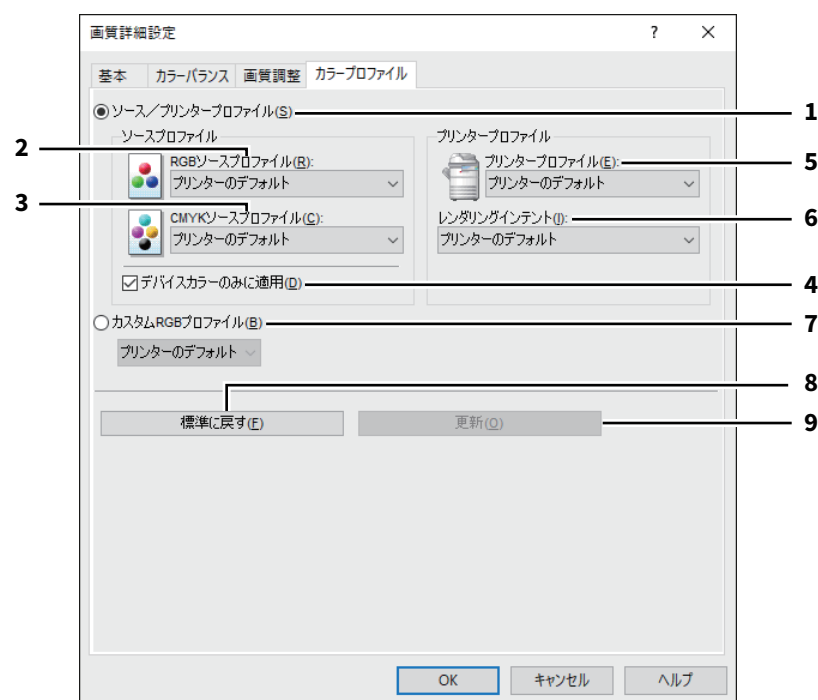 画質詳細設定 ? ×
基本 カラーバランス 画質調整 カラープロファイル
ソース／プリンタープロファイル(S) 1
ソースプロファイル プリンタープロファイル
2 RGBソースプロファイル(R): プリンタープロファイル(E): 5
プリンターのデフォルト プリンターのデフォルト
3 CMYKソースプロファイル(C): レンダリングインテント(I): 6
プリンターのデフォルト プリンターのデフォルト
デバイスカラーのみに適用(D) 4
カスタムRGBプロファイル(B) 7
プリンターのデフォルト
8
標準に戻す(F) 更新(O) 9
OK キャンセル ヘルプ